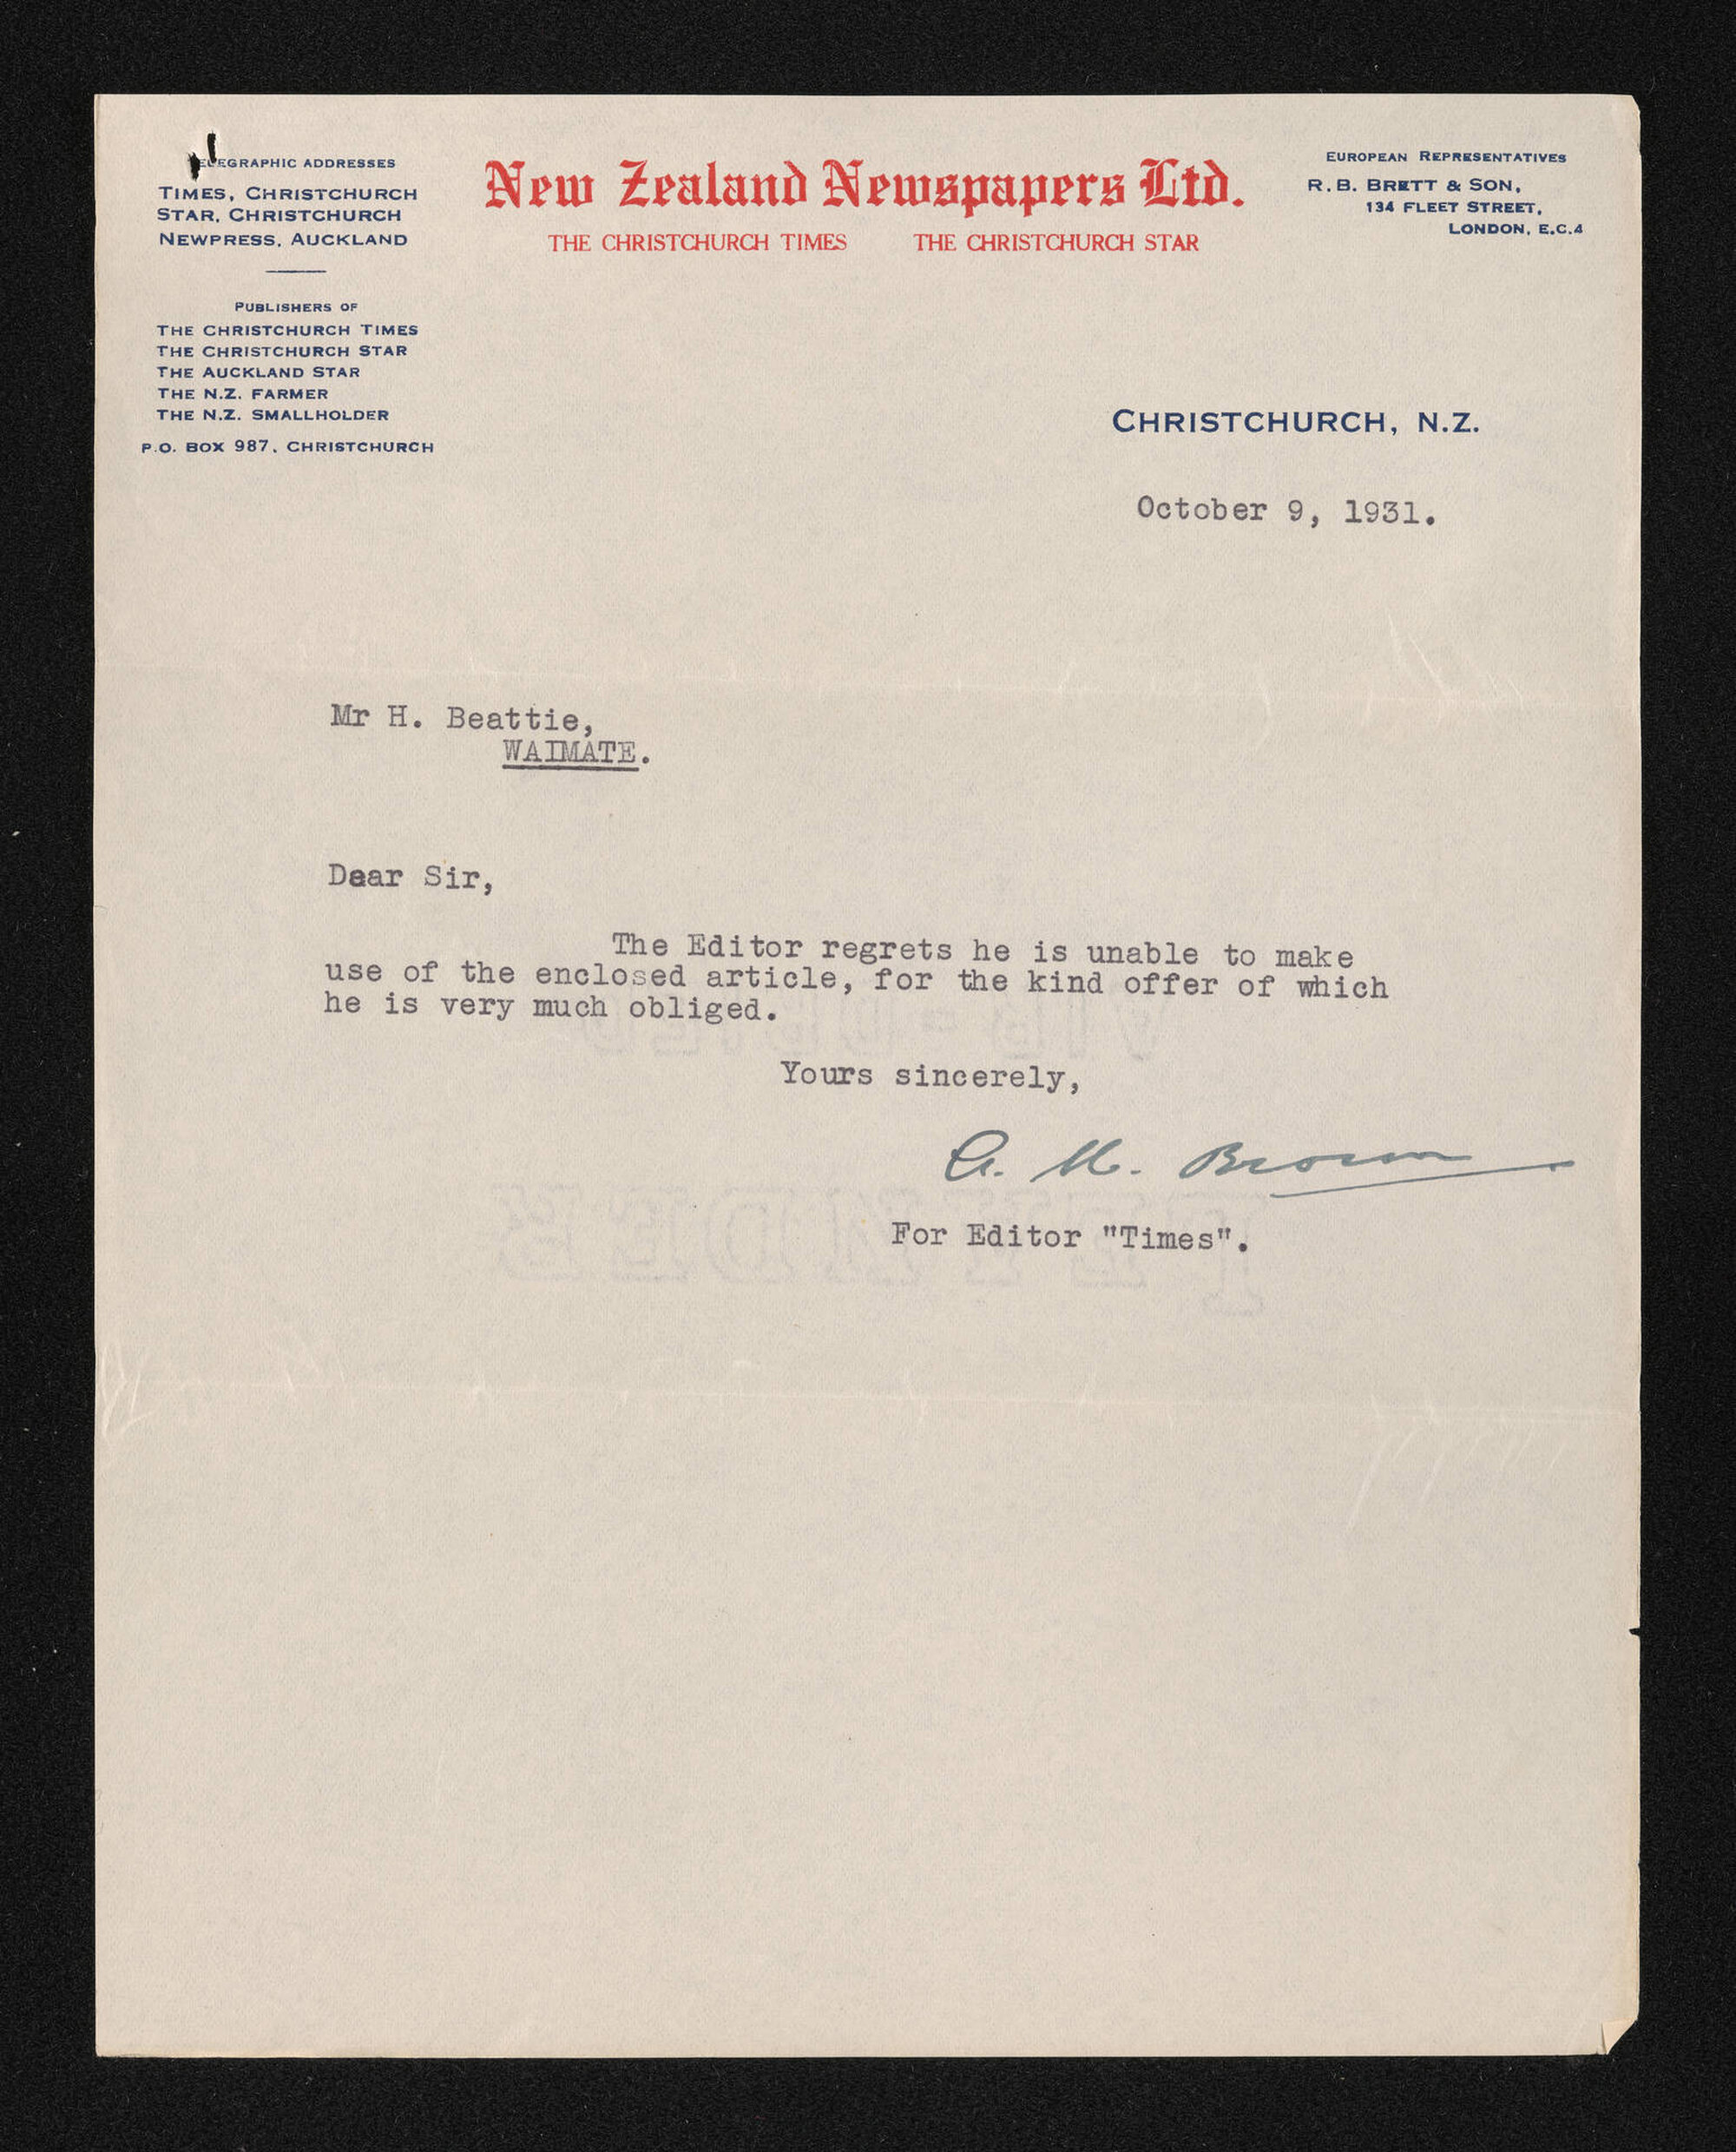 TELEGRAPHIC ADDRESSES
TIMES, CHRISTCHURCH
STAR, CHRISTCHURCH
NEWPRESS, AUCKLAND
PUBLISHERS OF
THE CHRISTCHURCH TIMES
THE CHRISTCHURCH STAR
THE AUCKLAND STAR
THE N.Z. FARMER
THE N.Z. SMALLHOLDER
P.O. BOX 987, CHRISTCHURCH
New Zealand Newspapers Ltd.
THE CHRISTCHURCH TIMES THE CHRISTCHURCH STAR
EUROPEAN REPRESENTATIVES
R.B. BRETT & SON,
134 FLEET STREET,
LONDON, E.C.4
CHRISTCHURCH, N.Z.
October 9, 1931.
Mr H. Beattie,
WAIMATE.
Dear Sir,
The Editor regrets he is unable to make
use of the enclosed article, for the kind offer of which
he is very much obliged.
Yours sincerely,
A. M. Brown
For Editor "Times".